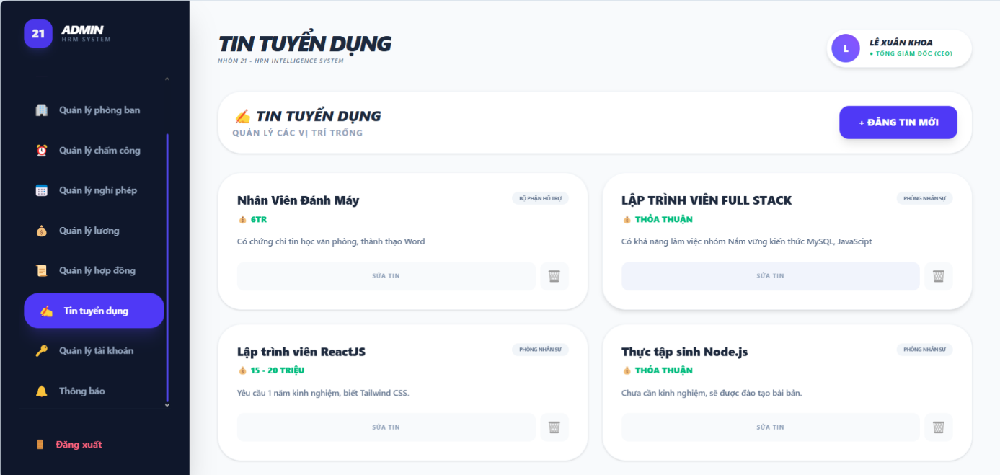 21
ADMIN
HRM SYSTEM
Quản lý phòng ban
Quản lý chấm công
Quản lý nghỉ phép
Quản lý lương
Quản lý hợp đồng
Tin tuyển dụng
Quản lý tài khoản
Thông báo
Đăng xuất
TIN TUYỂN DỤNG
NHÓM 21 - HRM INTELLIGENCE SYSTEM
L
LÊ XUÂN KHOA
● TỔNG GIÁM ĐỐC (CEO)
TIN TUYỂN DỤNG
QUẢN LÝ CÁC VỊ TRÍ TRỐNG
+ ĐĂNG TIN MỚI
Nhân Viên Đánh Máy
BỘ PHẬN HỖ TRỢ
6TR
Có chứng chỉ tin học văn phòng, thành thạo Word
SỬA TIN
LẬP TRÌNH VIÊN FULL STACK
PHÒNG NHÂN SỰ
THỎA THUẬN
Có khả năng làm việc nhóm Nắm vững kiến thức MySQL, JavaScipt
SỬA TIN
Lập trình viên ReactJS
PHÒNG NHÂN SỰ
15 - 20 TRIỆU
Yêu cầu 1 năm kinh nghiệm, biết Tailwind CSS.
SỬA TIN
Thực tập sinh Node.js
PHÒNG NHÂN SỰ
THỎA THUẬN
Chưa cần kinh nghiệm, sẽ được đào tạo bài bản.
SỬA TIN